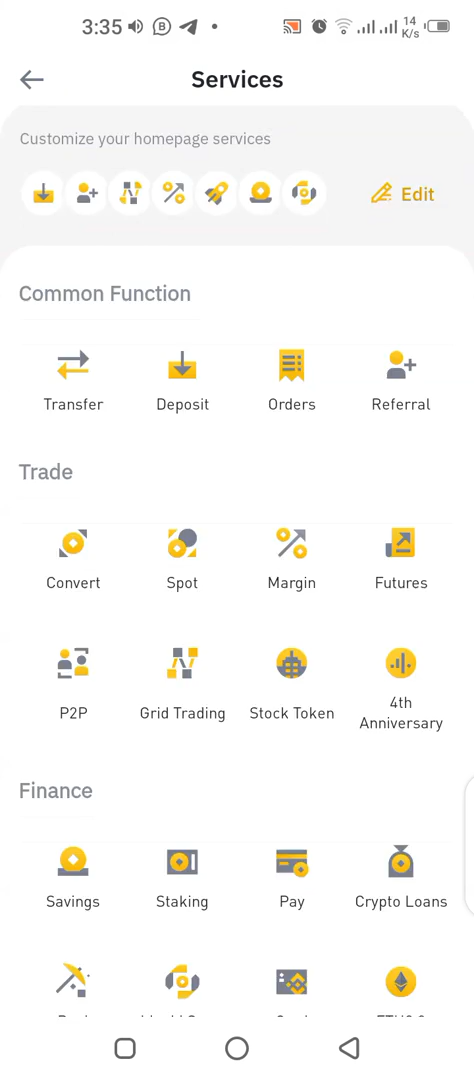 3:35
14
K/s
Services
Customize your homepage services
Edit
Common Function
Transfer Deposit Orders Referral
Trade
Convert Spot Margin Futures
P2P Grid Trading Stock Token 4th Anniversary
Finance
Savings Staking Pay Crypto Loans